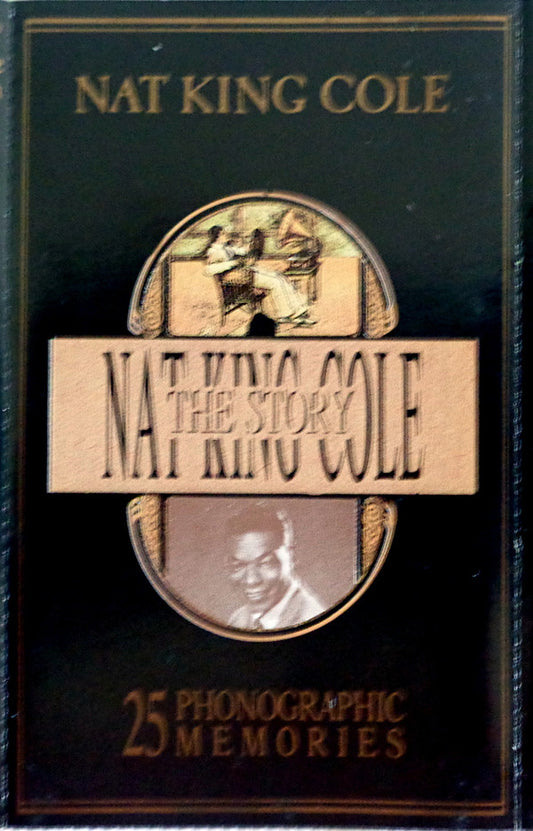 NAT KING COLE
NAT KING COLE
THE STORY
25 PHONOGRAPHIC
MEMORIES